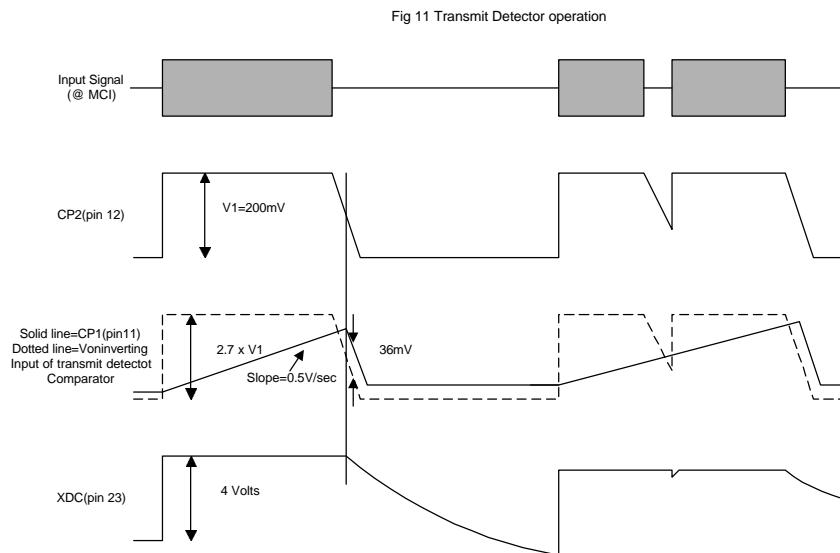 Fig 11 Transmit Detector operation
Input Signal
(@ MCI)
CP2(pin 12)
V1=200mV
Solid line=CP1(pin11)
Dotted line=Voninverting
Input of transmit detectot
Comparator
2.7 x V1
Slope=0.5V/sec
36mV
XDC(pin 23)
4 Volts